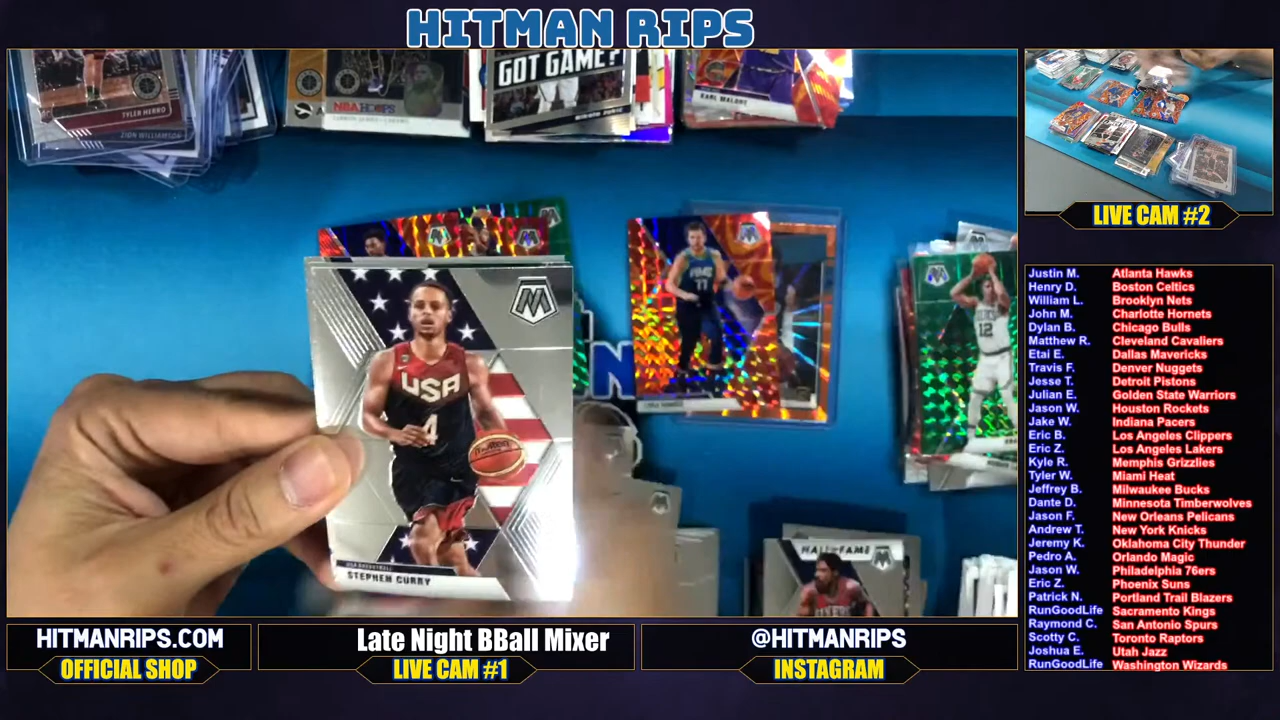 HITMAN RIPS
GOT GAME?
TYLER HERRO
ZION WILLIAMSON
NBA HOOPS
KARL MALONE
USA
4
USA BASKETBALL
STEPHEN CURRY
11
12
HALL OF FAME
LIVE CAM #2
Justin M. Atlanta Hawks
Henry D. Boston Celtics
William L. Brooklyn Nets
John M. Charlotte Hornets
Dylan B. Chicago Bulls
Matthew R. Cleveland Cavaliers
Etai E. Dallas Mavericks
Travis F. Denver Nuggets
Jesse T. Detroit Pistons
Julian E. Golden State Warriors
Jason W. Houston Rockets
Jake W. Indiana Pacers
Eric B. Los Angeles Clippers
Eric Z. Los Angeles Lakers
Kyle R. Memphis Grizzlies
Tyler W. Miami Heat
Jeffrey B. Milwaukee Bucks
Dante D. Minnesota Timberwolves
Jason F. New Orleans Pelicans
Andrew T. New York Knicks
Jeremy K. Oklahoma City Thunder
Pedro A. Orlando Magic
Jason W. Philadelphia 76ers
Eric Z. Phoenix Suns
Patrick N. Portland Trail Blazers
RunGoodLife Sacramento Kings
Raymond C. San Antonio Spurs
Scotty C. Toronto Raptors
Joshua E. Utah Jazz
RunGoodLife Washington Wizards
HITMANRIPS.COM
OFFICIAL SHOP
Late Night BBall Mixer
LIVE CAM #1
@HITMANRIPS
INSTAGRAM